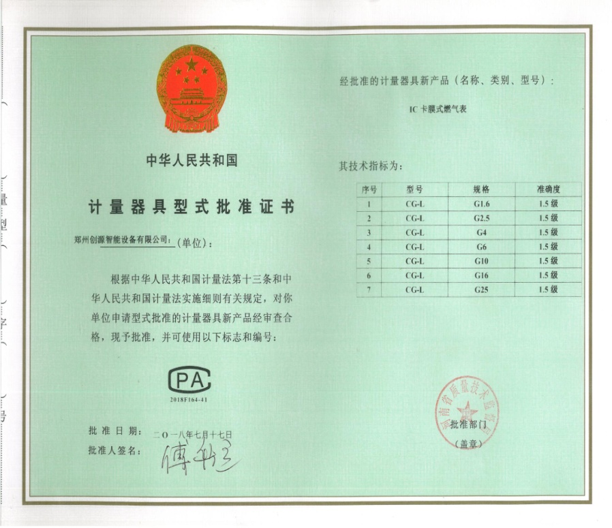 中华人民共和国
计量器具型式批准证书
郑州创源智能设备有限公司：（单位）：
根据中华人民共和国计量法第十三条和中
华人民共和国计量法实施细则有关规定，对你
单位申请型式批准的计量器具新产品经审查合
格，现予批准，并可使用以下标志和编号：
CPA
2018F164-41
批准日期：二〇一八年七月十七日
批准人签名：
经批准的计量器具新产品（名称、类别、型号）：
IC 卡膜式燃气表
其技术指标为：
序号 型号 规格 准确度
1 CG-L G1.6 1.5 级
2 CG-L G2.5 1.5 级
3 CG-L G4 1.5 级
4 CG-L G6 1.5 级
5 CG-L G10 1.5 级
6 CG-L G16 1.5 级
7 CG-L G25 1.5 级
批准部门
（盖章）